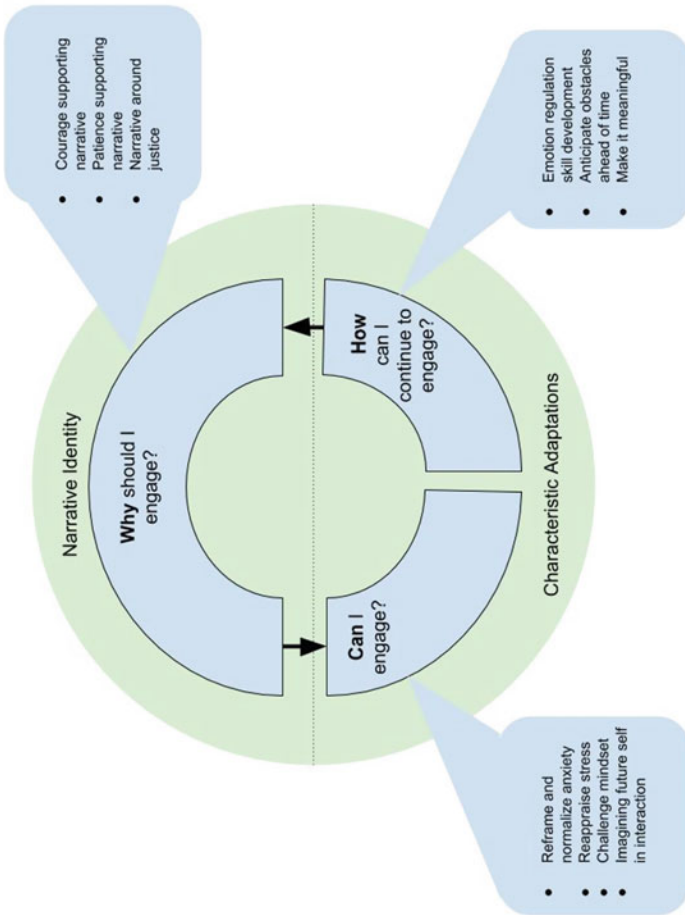 Narrative Identity
Why should I
engage?
• Courage supporting
narrative
• Patience supporting
narrative
• Narrative around
justice
Can I
engage?
How
can I
continue to
engage?
Characteristic Adaptations
• Reframe and
normalize anxiety
• Reappraise stress
• Challenge mindset
• Imagining future self
in interaction
• Emotion regulation
skill development
• Anticipate obstacles
ahead of time
• Make it meaningful